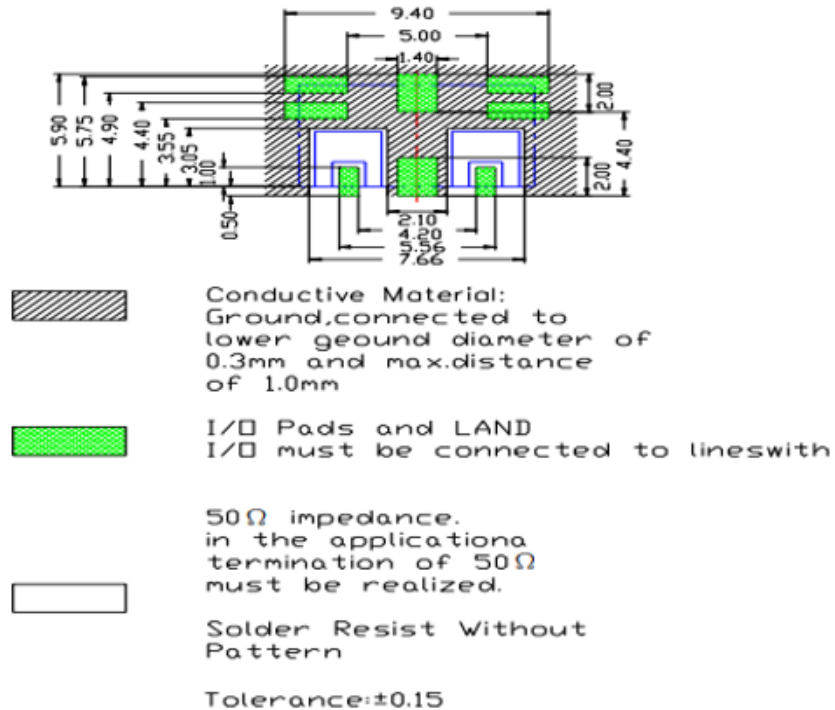 9.40
5.00
1.40
5.90
5.75
4.90
4.40
3.55
3.05
1.00
0.50
2.00
4.40
2.00
2.10
4.20
5.56
7.66
Conductive Material:
Ground,connected to
lower geound diameter of
0.3mm and max.distance
of 1.0mm
I/O Pads and LAND
I/O must be connected to lineswith
50Ω impedance.
in the applicationa
termination of 50Ω
must be realized.
Solder Resist Without
Pattern
Tolerance:±0.15